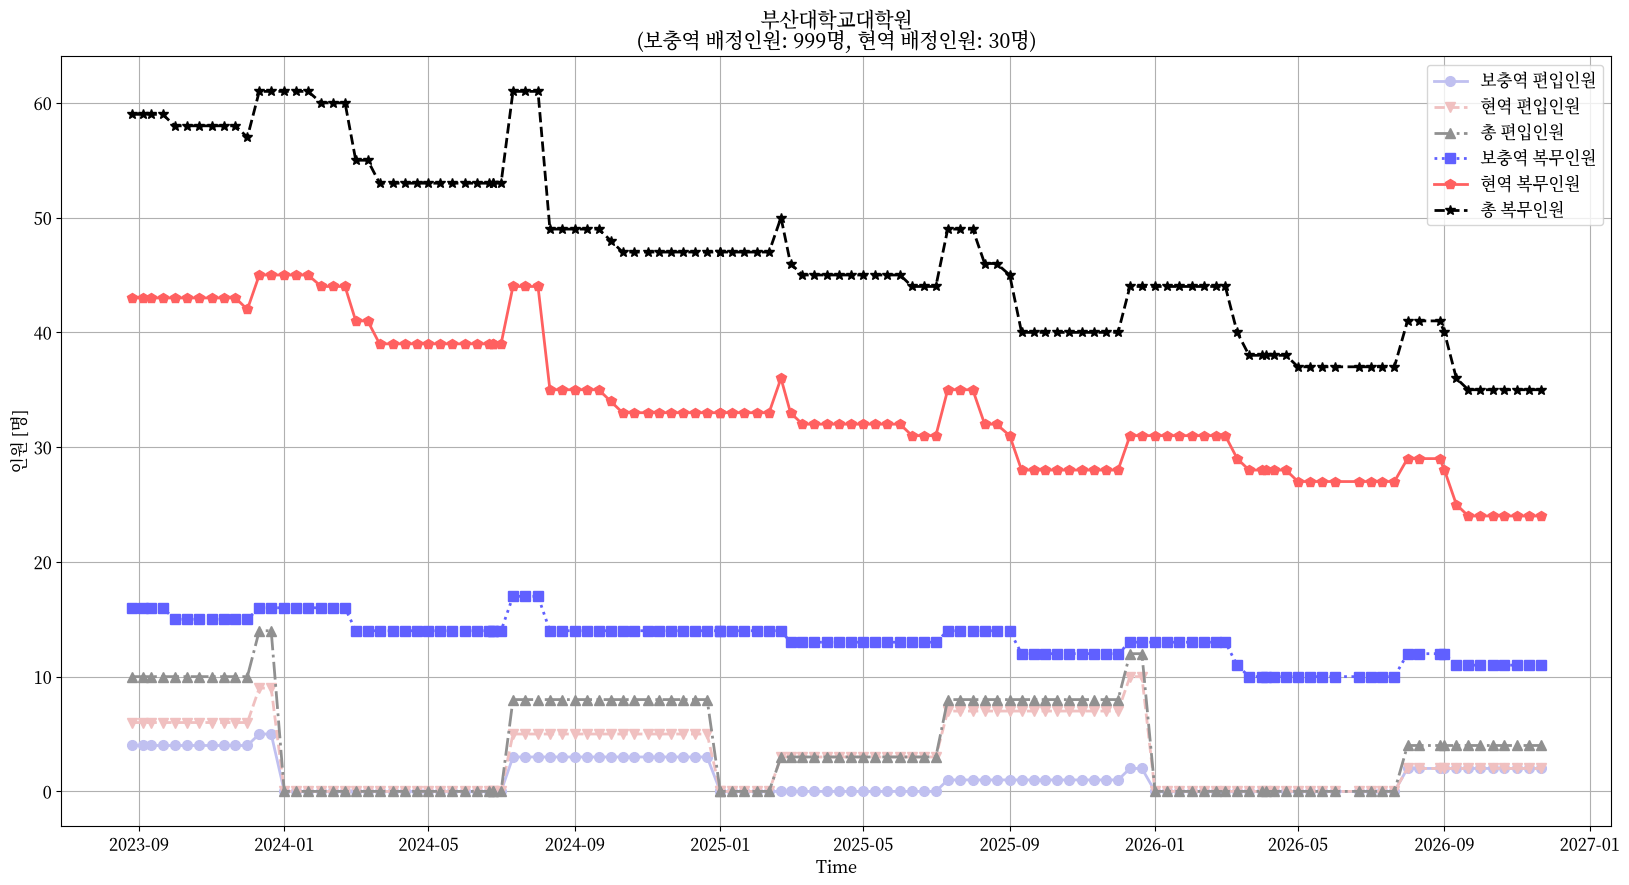 부산대학교대학원
(보충역 배정인원: 999명, 현역 배정인원: 30명)
보충역 편입인원
현역 편입인원
총 편입인원
보충역 복무인원
현역 복무인원
총 복무인원
인원 [명]
60
50
40
30
20
10
0
2023-09
2024-01
2024-05
2024-09
2025-01
2025-05
2025-09
2026-01
2026-05
2026-09
2027-01
Time